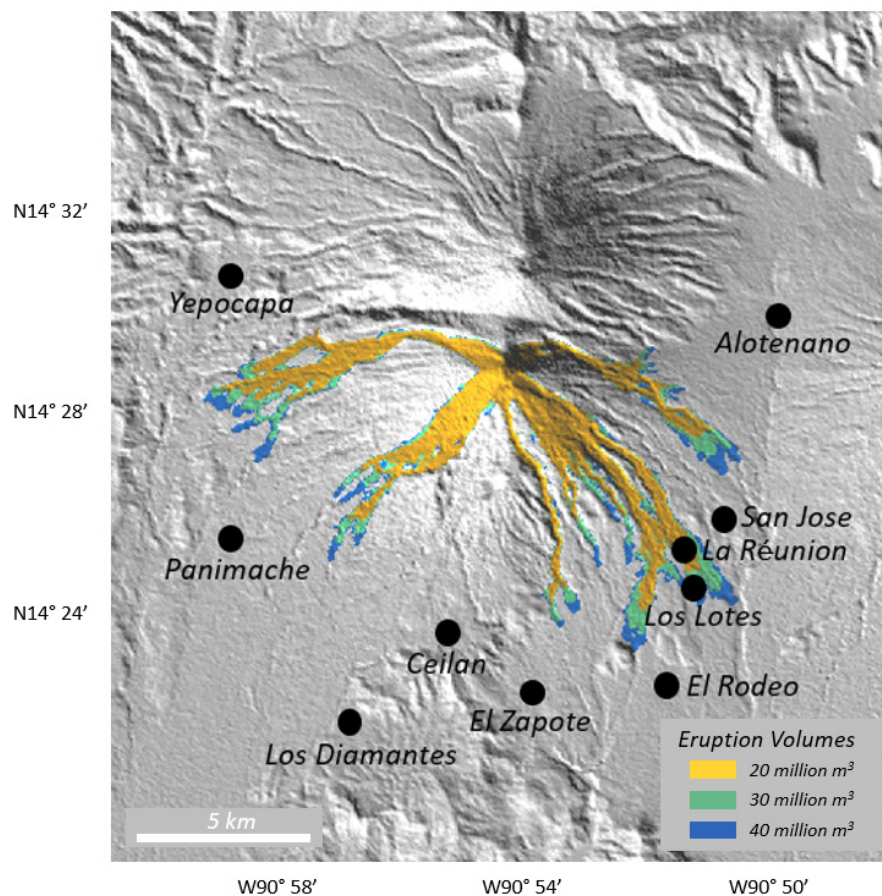 N14° 32’
Yepocapa
Alotenano
N14° 28’
San Jose
La Réunion
Panimache
N14° 24’
Los Lotes
Ceilan
El Rodeo
El Zapote
Los Diamantes
Eruption Volumes
20 million m³
30 million m³
40 million m³
5 km
W90° 58’
W90° 54’
W90° 50’